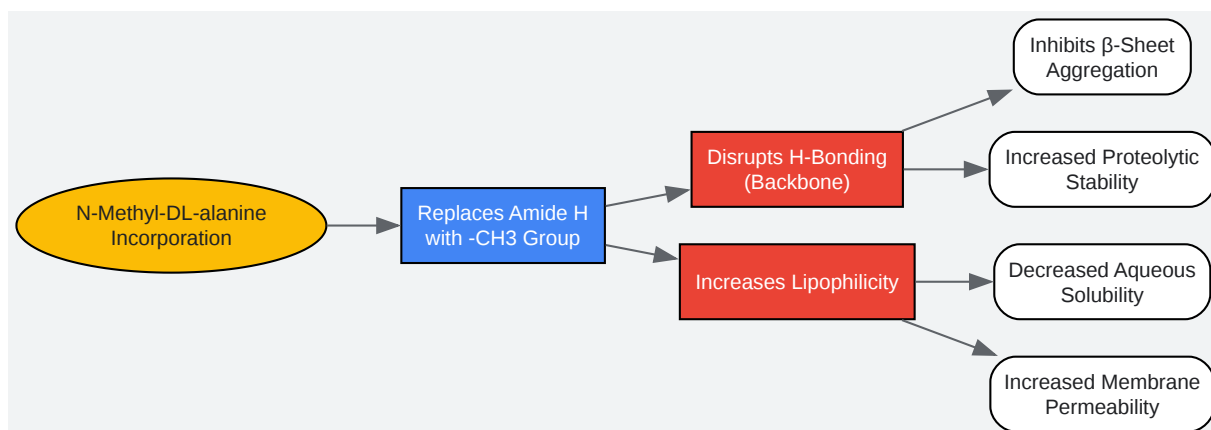 N-Methyl-DL-alanine
Incorporation
Replaces Amide H
with -CH3 Group
Disrupts H-Bonding
(Backbone)
Increases Lipophilicity
Inhibits β-Sheet
Aggregation
Increased Proteolytic
Stability
Decreased Aqueous
Solubility
Increased Membrane
Permeability